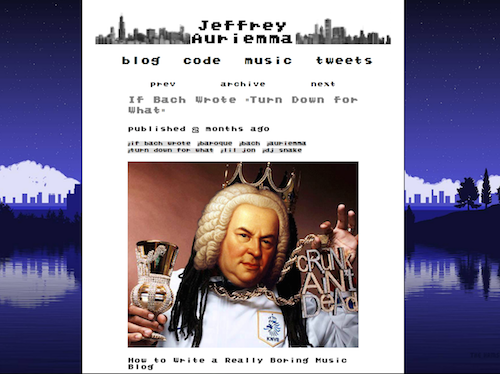 Jeffrey
Auriemma
blog code music tweets
prev archive next
If Bach Wrote "Turn Down for
What"
published 8 months ago
#if bach wrote #baroque #bach #auriemma
#turn down for what #lil jon #dj snake
CRUNK
AIN'T
DEAD
KNVB
How to Write a Really Boring Music
Blog